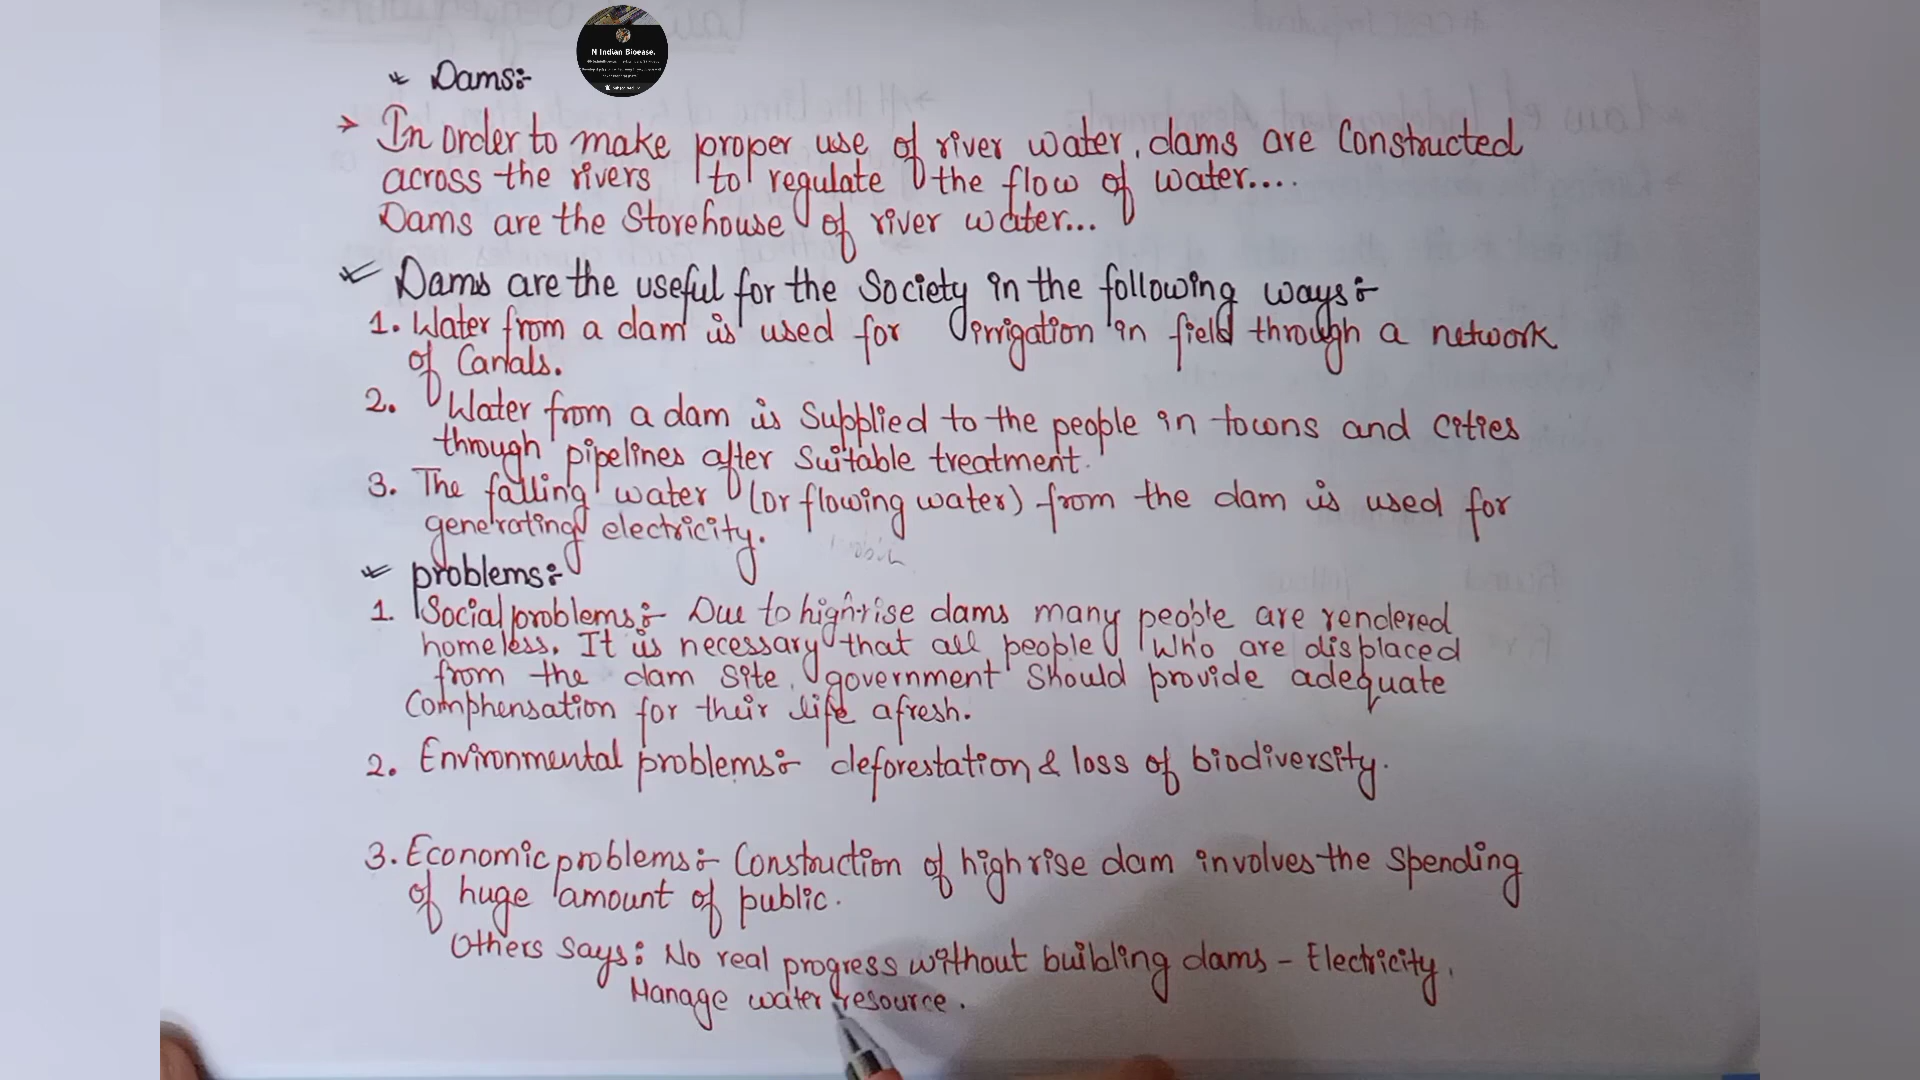 N Indian Bioease.
* Dams:-
→ In order to make proper use of river water, dams are constructed
across the rivers to regulate the flow of water....
Dams are the Storehouse of river water...
* Dams are the useful for the Society in the following ways:-
1. Water from a dam is used for irrigation in field through a network
of Canals.
2. Water from a dam is supplied to the people in towns and cities
through pipelines after suitable treatment.
3. The falling water (or flowing water) from the dam is used for
generating electricity.
* problems:-
1. Social problems:- Due to high-rise dams many people are rendered
homeless. It is necessary that all people who are displaced
from the dam site, government should provide adequate
Comphensation for their life afresh.
2. Environmental problems:- deforestation & loss of biodiversity.
3. Economic problems:- Construction of high rise dam involves the spending
of huge amount of public.
Others says: No real progress without building dams - Electricity,
Manage water resource.